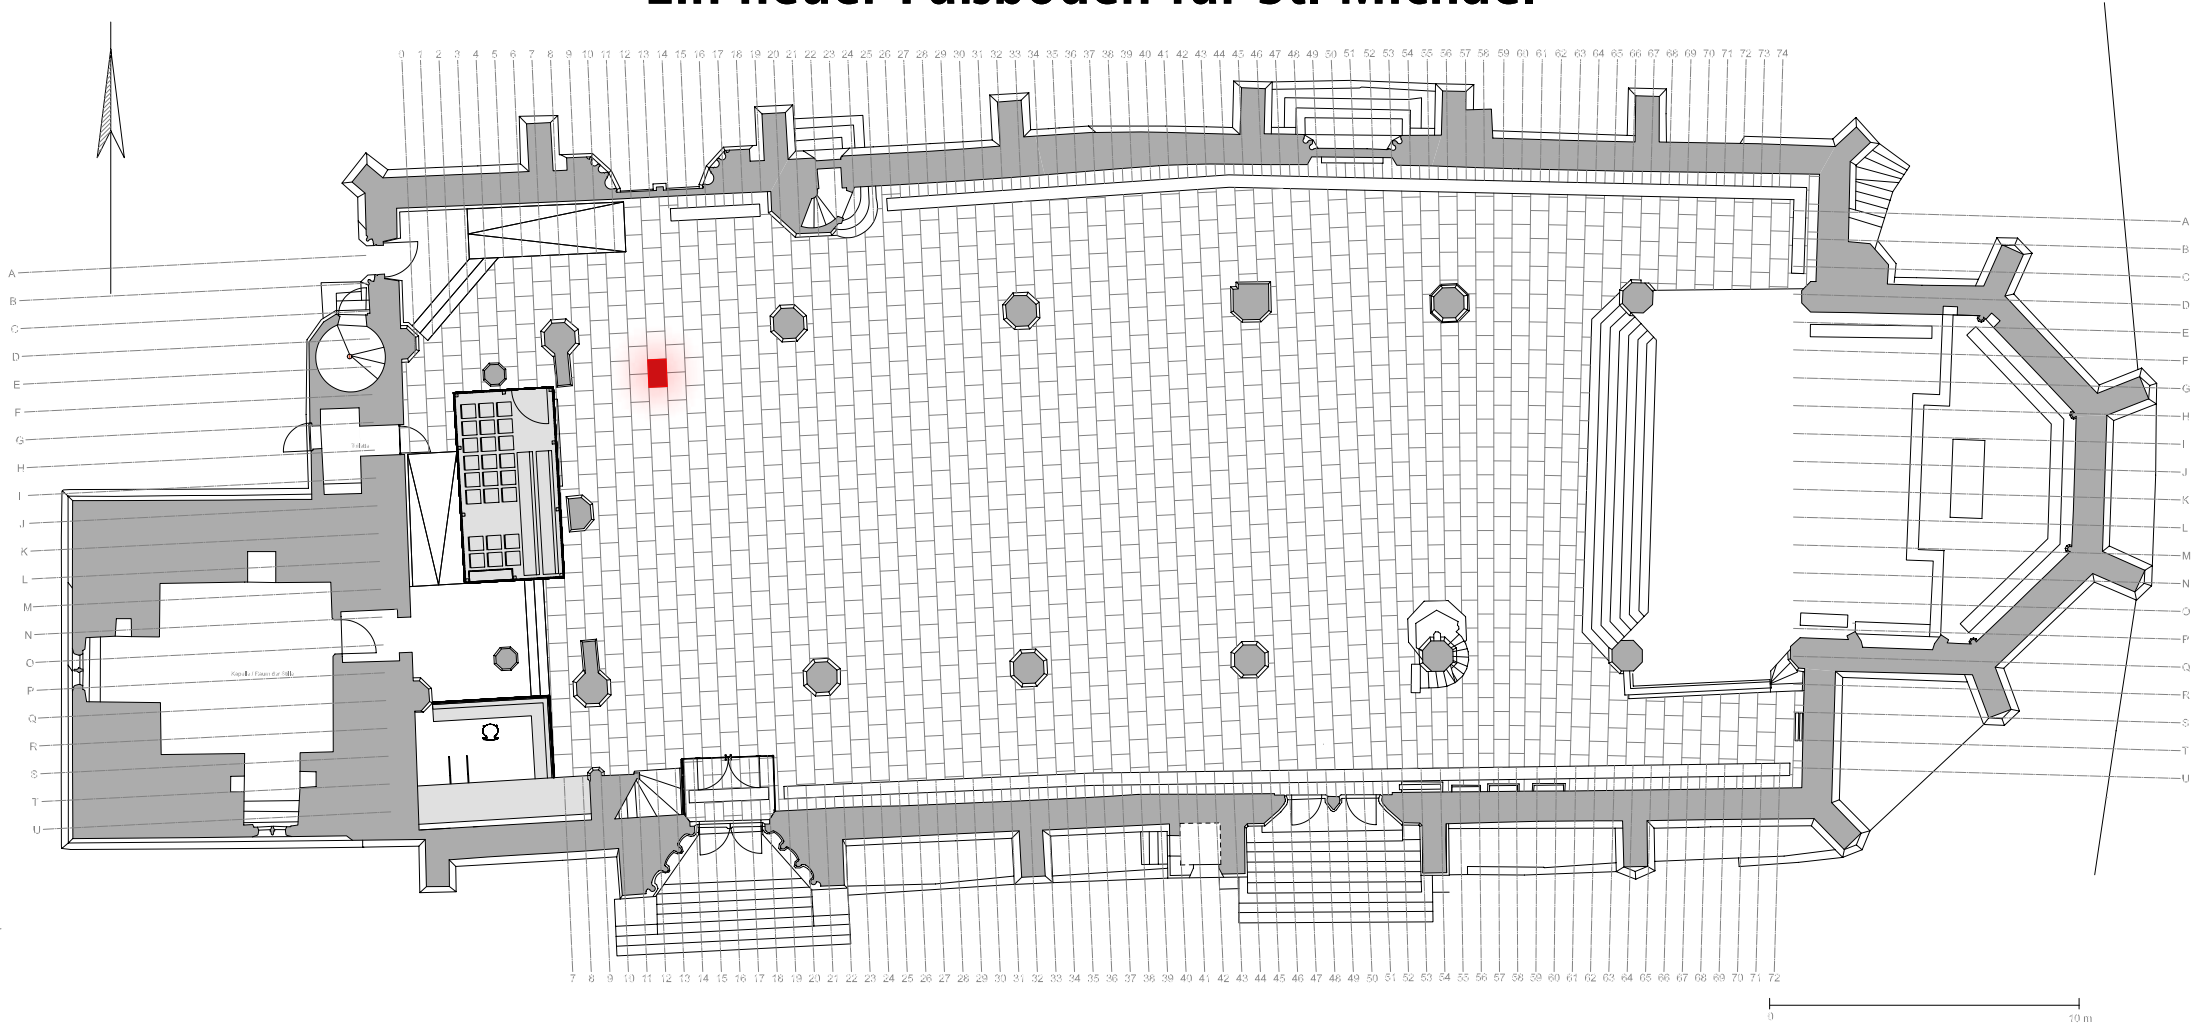 Ein neuer Fußboden für St. Michael
0 1 2 3 4 5 6 7 8 9 10 11 12 13 14 15 16 17 18 19 20 21 22 23 24 25 26 27 28 29 30 31 32 33 34 35 36 37 38 39 40 41 42 43 44 45 46 47 48 49 50 51 52 53 54 55 56 57 58 59 60 61 62 63 64 65 66 67 68 69 70 71 72 73 74
A
B
C
D
E
F
G
H
I
J
K
L
M
N
O
P
Q
R
S
T
U
Kapelle / Raum der Stille
A
B
C
D
E
F
G
H
I
J
K
L
M
N
O
P
Q
R
S
T
U
7 8 9 10 11 12 13 14 15 16 17 18 19 20 21 22 23 24 25 26 27 28 29 30 31 32 33 34 35 36 37 38 39 40 41 42 43 44 45 46 47 48 49 50 51 52 53 54 55 56 57 58 59 60 61 62 63 64 65 66 67 68 69 70 71 72
0 10 m